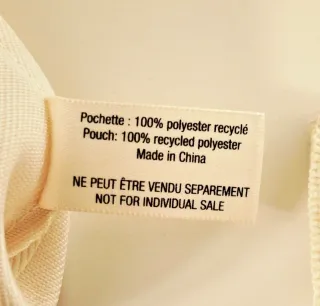 Pochette : 100% polyester recyclé
Pouch: 100% recycled polyester
Made in China
NE PEUT ÊTRE VENDU SEPAREMENT
NOT FOR INDIVIDUAL SALE